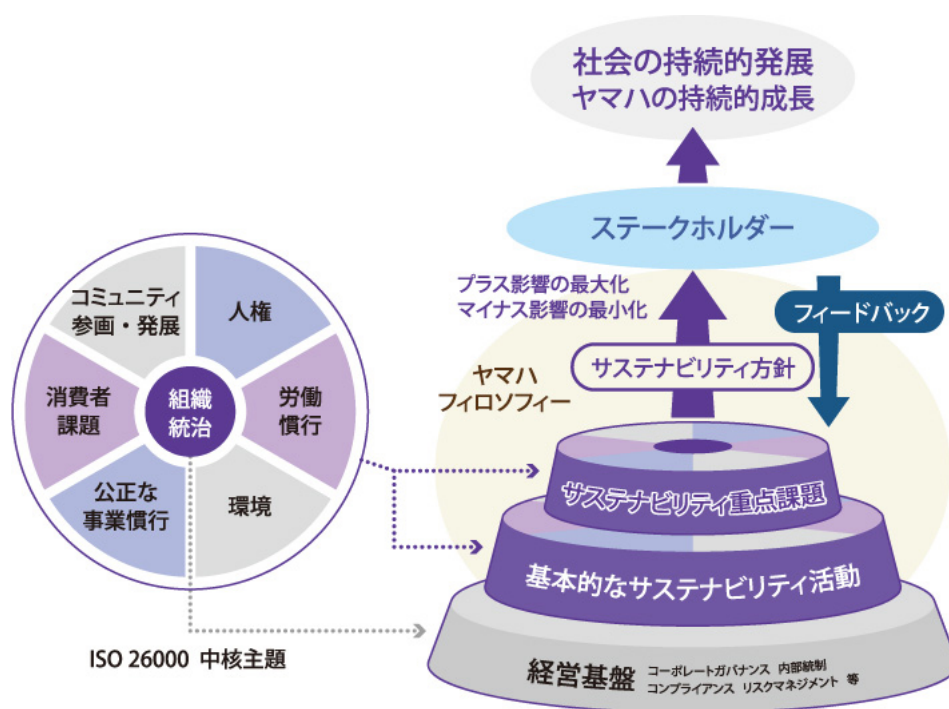 社会の持続的発展
ヤマハの持続的成長
ステークホルダー
プラス影響の最大化
マイナス影響の最小化
フィードバック
サステナビリティ方針
ヤマハ
フィロソフィー
コミュニティ
参画・発展
人権
消費者
課題
組織
統治
労働
慣行
公正な
事業慣行
環境
サステナビリティ重点課題
基本的なサステナビリティ活動
ISO 26000 中核主題
経営基盤
コーポレートガバナンス 内部統制
コンプライアンス リスクマネジメント 等